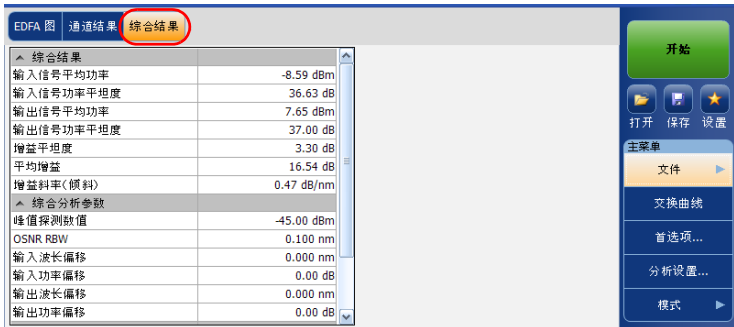 EDFA 图 通道结果 综合结果
综合结果
输入信号平均功率 -8.59 dBm
输入信号功率平坦度 36.63 dB
输出信号平均功率 7.65 dBm
输出信号功率平坦度 37.00 dB
增益平坦度 3.30 dB
平均增益 16.54 dB
增益斜率(倾斜) 0.47 dB/nm
综合分析参数
峰值探测数值 -45.00 dBm
OSNR RBW 0.100 nm
输入波长偏移 0.000 nm
输入功率偏移 0.00 dB
输出波长偏移 0.000 nm
输出功率偏移 0.00 dB
开始
打开 保存 设置
主菜单
文件
交换曲线
首选项...
分析设置...
模式